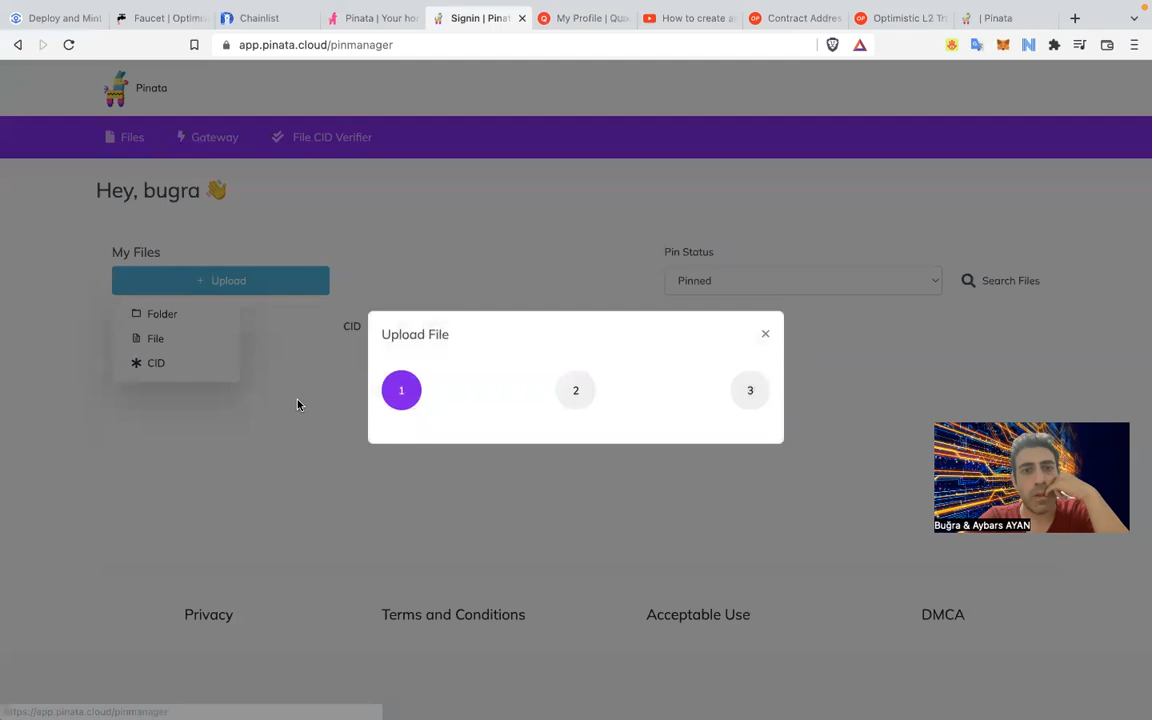 Deploy and Mint
Faucet | Optim
Chainlist
Pinata | Your ho
Signin | Pinat
My Profile | Qu
How to create a
Contract Addres
Optimistic L2 Tr
| Pinata
app.pinata.cloud/pinmanager
Pinata
Files
Gateway
File CID Verifier
Hey, bugra 👋
My Files
Pin Status
+ Upload
Pinned
Search Files
Folder
CID
File
CID
Upload File
1
2
3
Buğra & Aybars AYAN
Privacy
Terms and Conditions
Acceptable Use
DMCA
ttps://app.pinata.cloud/pinmanager